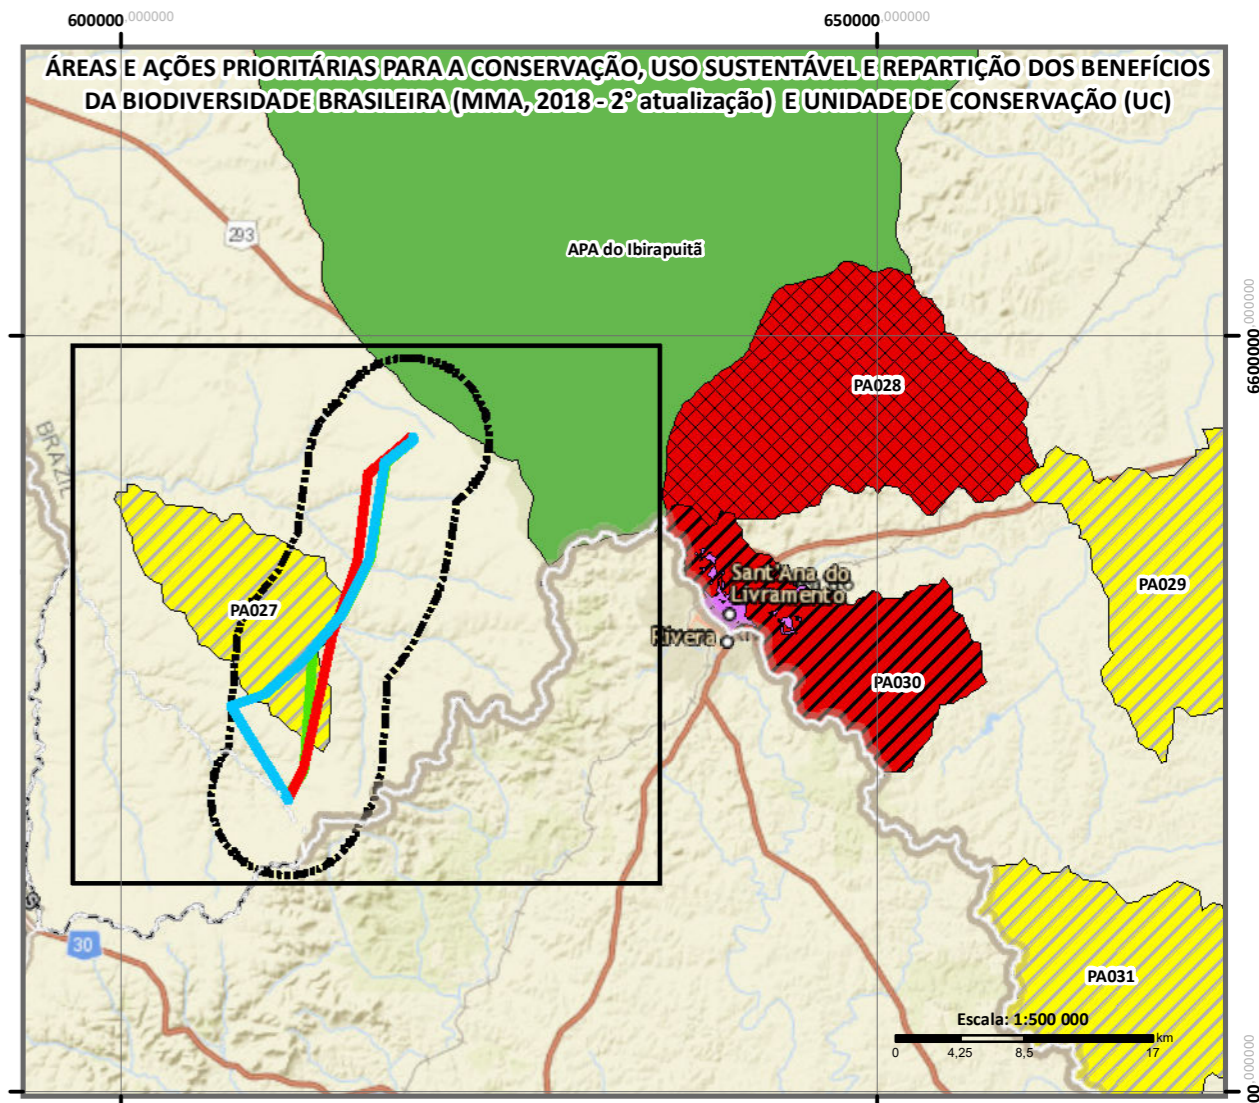 600000,000000
650000,000000
ÁREAS E AÇÕES PRIORITÁRIAS PARA A CONSERVAÇÃO, USO SUSTENTÁVEL E REPARTIÇÃO DOS BENEFÍCIOS
DA BIODIVERSIDADE BRASILEIRA (MMA, 2018 - 2° atualização) E UNIDADE DE CONSERVAÇÃO (UC)
293
APA do Ibirapuitã
6600000,000000
PA028
BRAZIL
PA029
Sant'Ana do
Livramento
PA027
Rivera
PA030
30
PA031
Escala: 1:500 000
km
0 4,25 8,5 17
00,000000